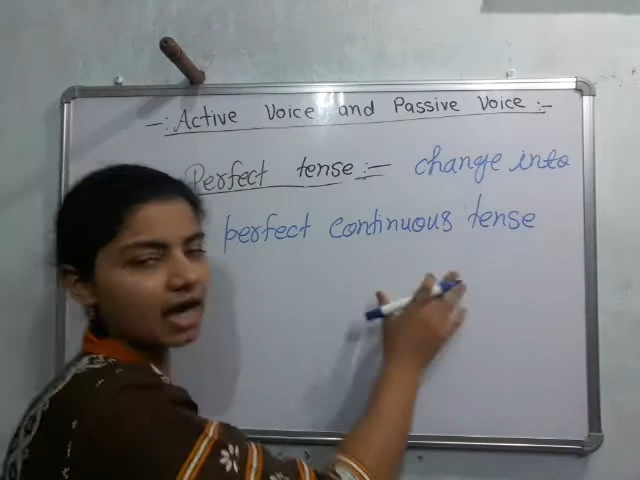 -: Active Voice and Passive Voice :-
Perfect tense :- change into
perfect continuous tense